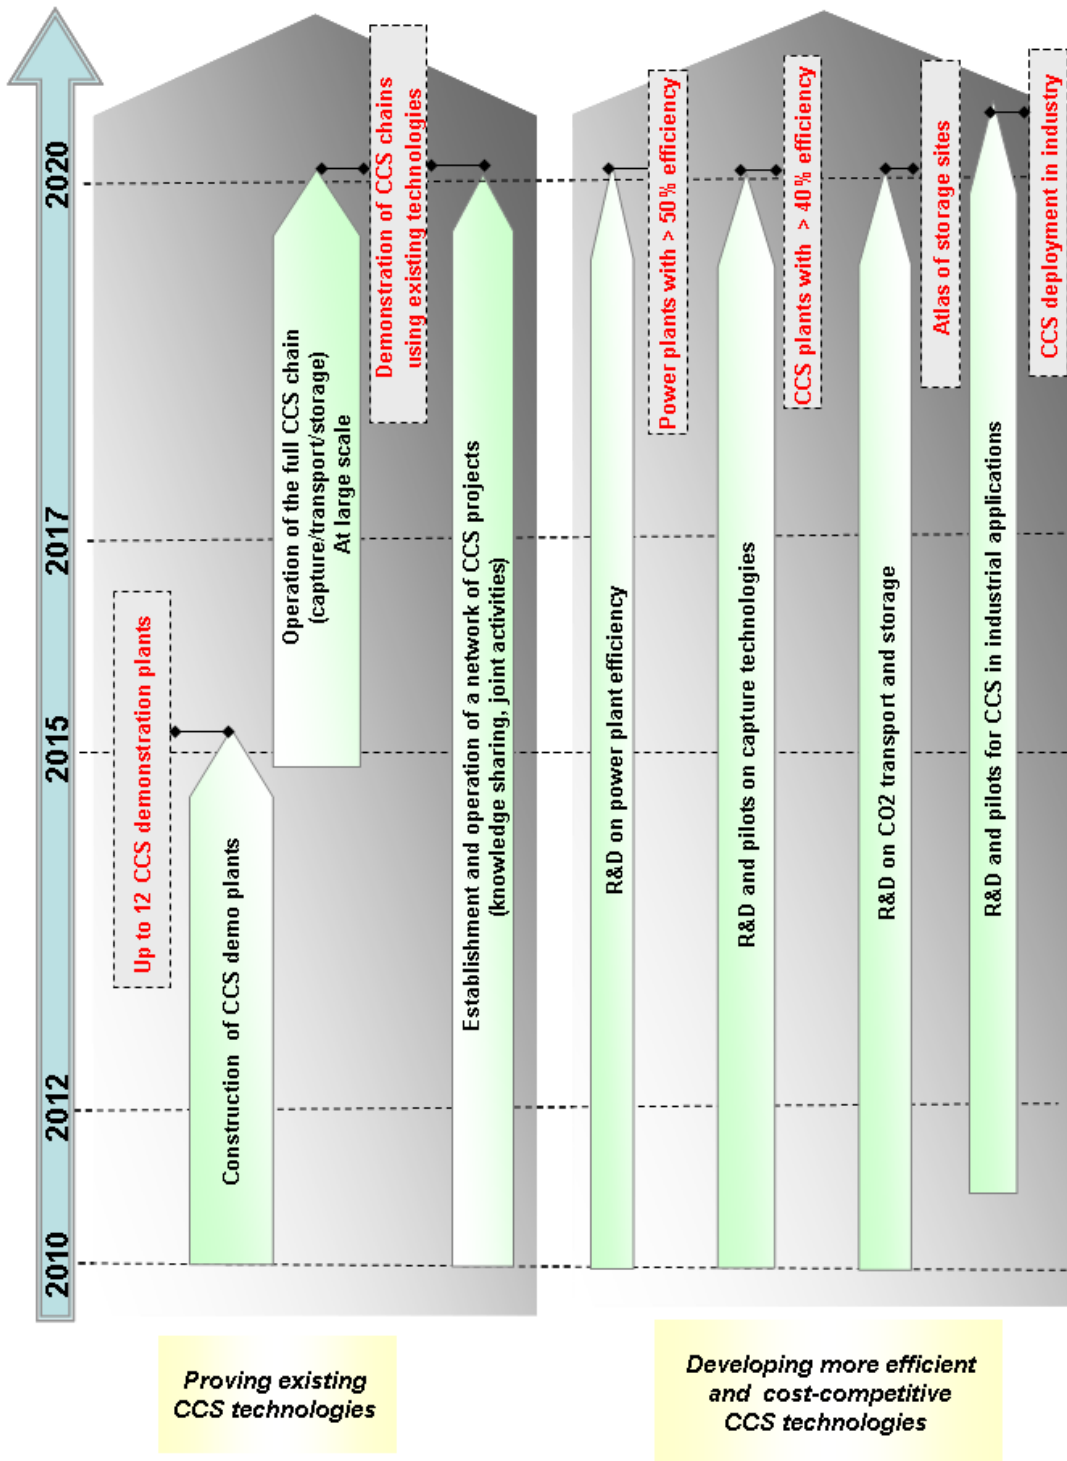 2020
2017
2015
2012
2010
Up to 12 CCS demonstration plants
Construction of CCS demo plants
Operation of the full CCS chain
(capture/transport/storage)
At large scale
Demonstration of CCS chains
using existing technologies
Establishment and operation of a network of CCS projects
(knowledge sharing, joint activities)
R&D on power plant efficiency
Power plants with > 50% efficiency
R&D and pilots on capture technologies
CCS plants with > 40% efficiency
R&D on CO2 transport and storage
Atlas of storage sites
R&D and pilots for CCS in industrial applications
CCS deployment in industry
Proving existing
CCS technologies
Developing more efficient
and cost-competitive
CCS technologies